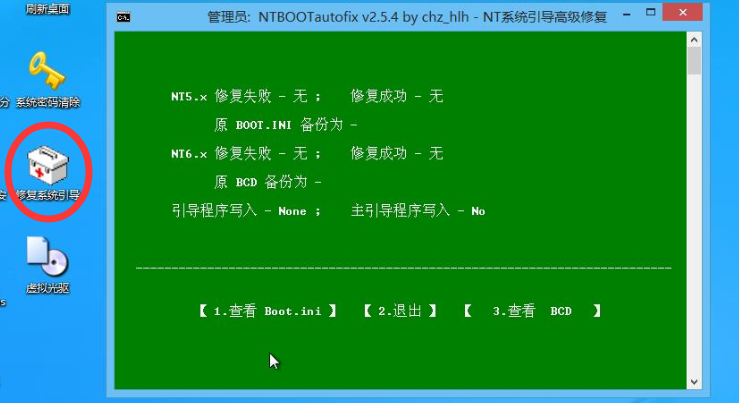 刷新桌面
管理员: NTBOOTautofix v2.5.4 by chz_hlh - NT系统引导高级修复
分 系统密码清除
安 修复系统引导
虚拟光驱
s
NT5.x 修复失败 - 无 ; 修复成功 - 无
原 BOOT.INI 备份为 -
NT6.x 修复失败 - 无 ; 修复成功 - 无
原 BCD 备份为 -
引导程序写入 - None ; 主引导程序写入 - No
【 1.查看 Boot.ini 】 【 2.退出 】 【 3.查看 BCD 】